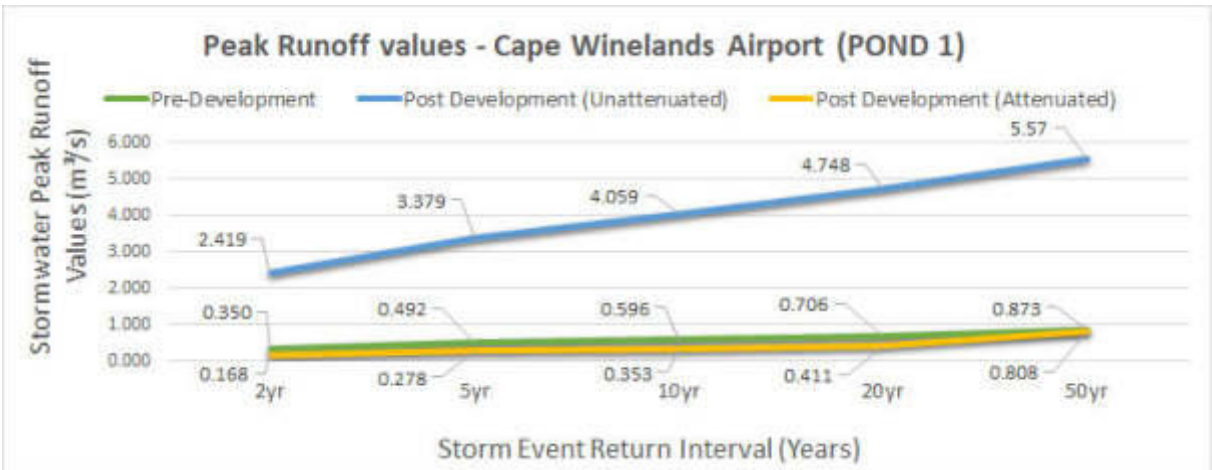 Peak Runoff values - Cape Winelands Airport (POND 1)
Pre-Development Post Development (Unattenuated) Post Development (Attenuated)
Stormwater Peak Runoff
Values (m³/s)
6.000
5.000
4.000
3.000
2.000
1.000
0.000
2.419 3.379 4.059 4.748 5.57
0.350 0.492 0.596 0.706 0.873
0.168 0.278 0.353 0.411 0.808
2yr 5yr 10yr 20yr 50yr
Storm Event Return Interval (Years)